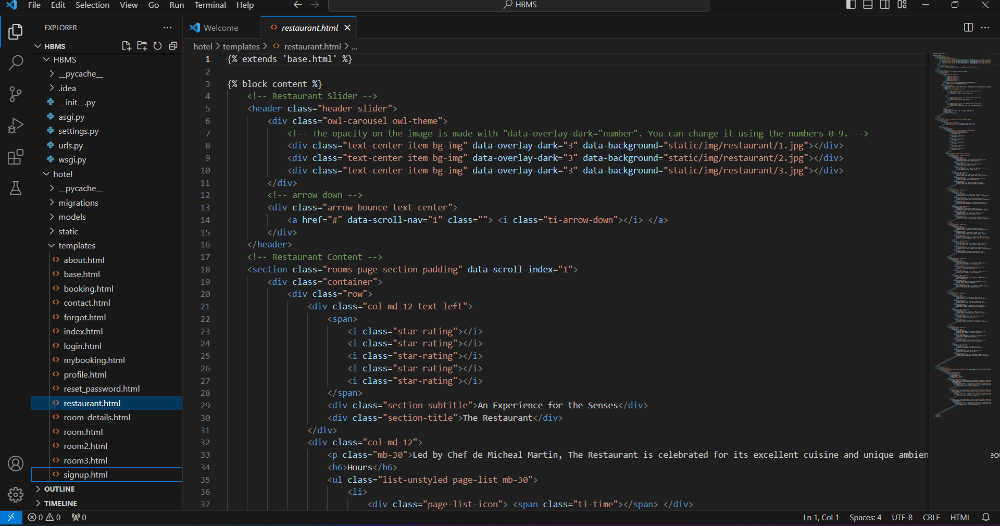 File Edit Selection View Go Run Terminal Help
HBMS
EXPLORER
HBMS
HBMS
__pycache__
.idea
__init__.py
asgi.py
settings.py
urls.py
wsgi.py
hotel
__pycache__
migrations
models
static
templates
about.html
base.html
booking.html
contact.html
forgot.html
index.html
login.html
mybooking.html
profile.html
reset_password.html
restaurant.html
room-details.html
room.html
room2.html
room3.html
signup.html
OUTLINE
TIMELINE
Welcome
restaurant.html
hotel > templates > restaurant.html > ...
1 {% extends 'base.html' %}
2
3 {% block content %}
4 <!-- Restaurant Slider -->
5 <header class="header slider">
6 <div class="owl-carousel owl-theme">
7 <!-- The opacity on the image is made with "data-overlay-dark="number". You can change it using the numbers 0-9. -->
8 <div class="text-center item bg-img" data-overlay-dark="3" data-background="static/img/restaurant/1.jpg"></div>
9 <div class="text-center item bg-img" data-overlay-dark="3" data-background="static/img/restaurant/2.jpg"></div>
10 <div class="text-center item bg-img" data-overlay-dark="3" data-background="static/img/restaurant/3.jpg"></div>
11 </div>
12 <!-- arrow down -->
13 <div class="arrow bounce text-center">
14 <a href="#" data-scroll-nav="1" class=""> <i class="ti-arrow-down"></i> </a>
15 </div>
16 </header>
17 <!-- Restaurant Content -->
18 <section class="rooms-page section-padding" data-scroll-index="1">
19 <div class="container">
20 <div class="row">
21 <div class="col-md-12 text-left">
22 <span>
23 <i class="star-rating"></i>
24 <i class="star-rating"></i>
25 <i class="star-rating"></i>
26 <i class="star-rating"></i>
27 <i class="star-rating"></i>
28 </span>
29 <div class="section-subtitle">An Experience for the Senses</div>
30 <div class="section-title">The Restaurant</div>
31 </div>
32 <div class="col-md-12">
33 <p class="mb-30">Led by Chef de Micheal Martin, The Restaurant is celebrated for its excellent cuisine and unique ambien
34 <h6>Hours</h6>
35 <ul class="list-unstyled page-list mb-30">
36 <li>
37 <div class="page-list-icon"> <span class="ti-time"></span> </div>
0 0 0
Ln 1, Col 1 Spaces: 4 UTF-8 CRLF HTML